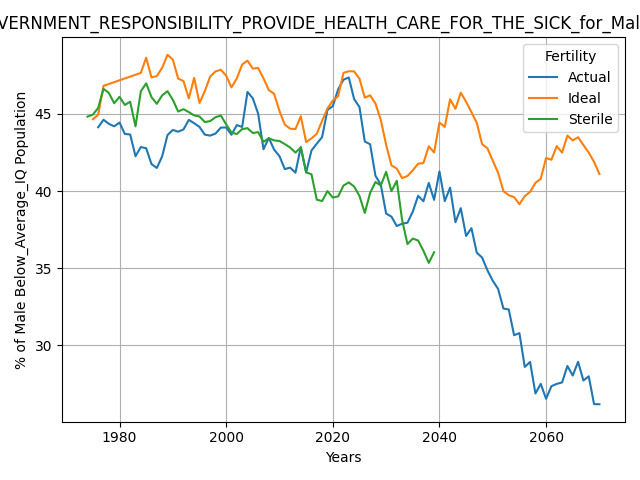 VERNMENT_RESPONSIBILITY_PROVIDE_HEALTH_CARE_FOR_THE_SICK_for_Mal
Fertility
Actual
Ideal
Sterile
% of Male Below_Average_IQ Population
45
40
35
30
1980 2000 2020 2040 2060
Years